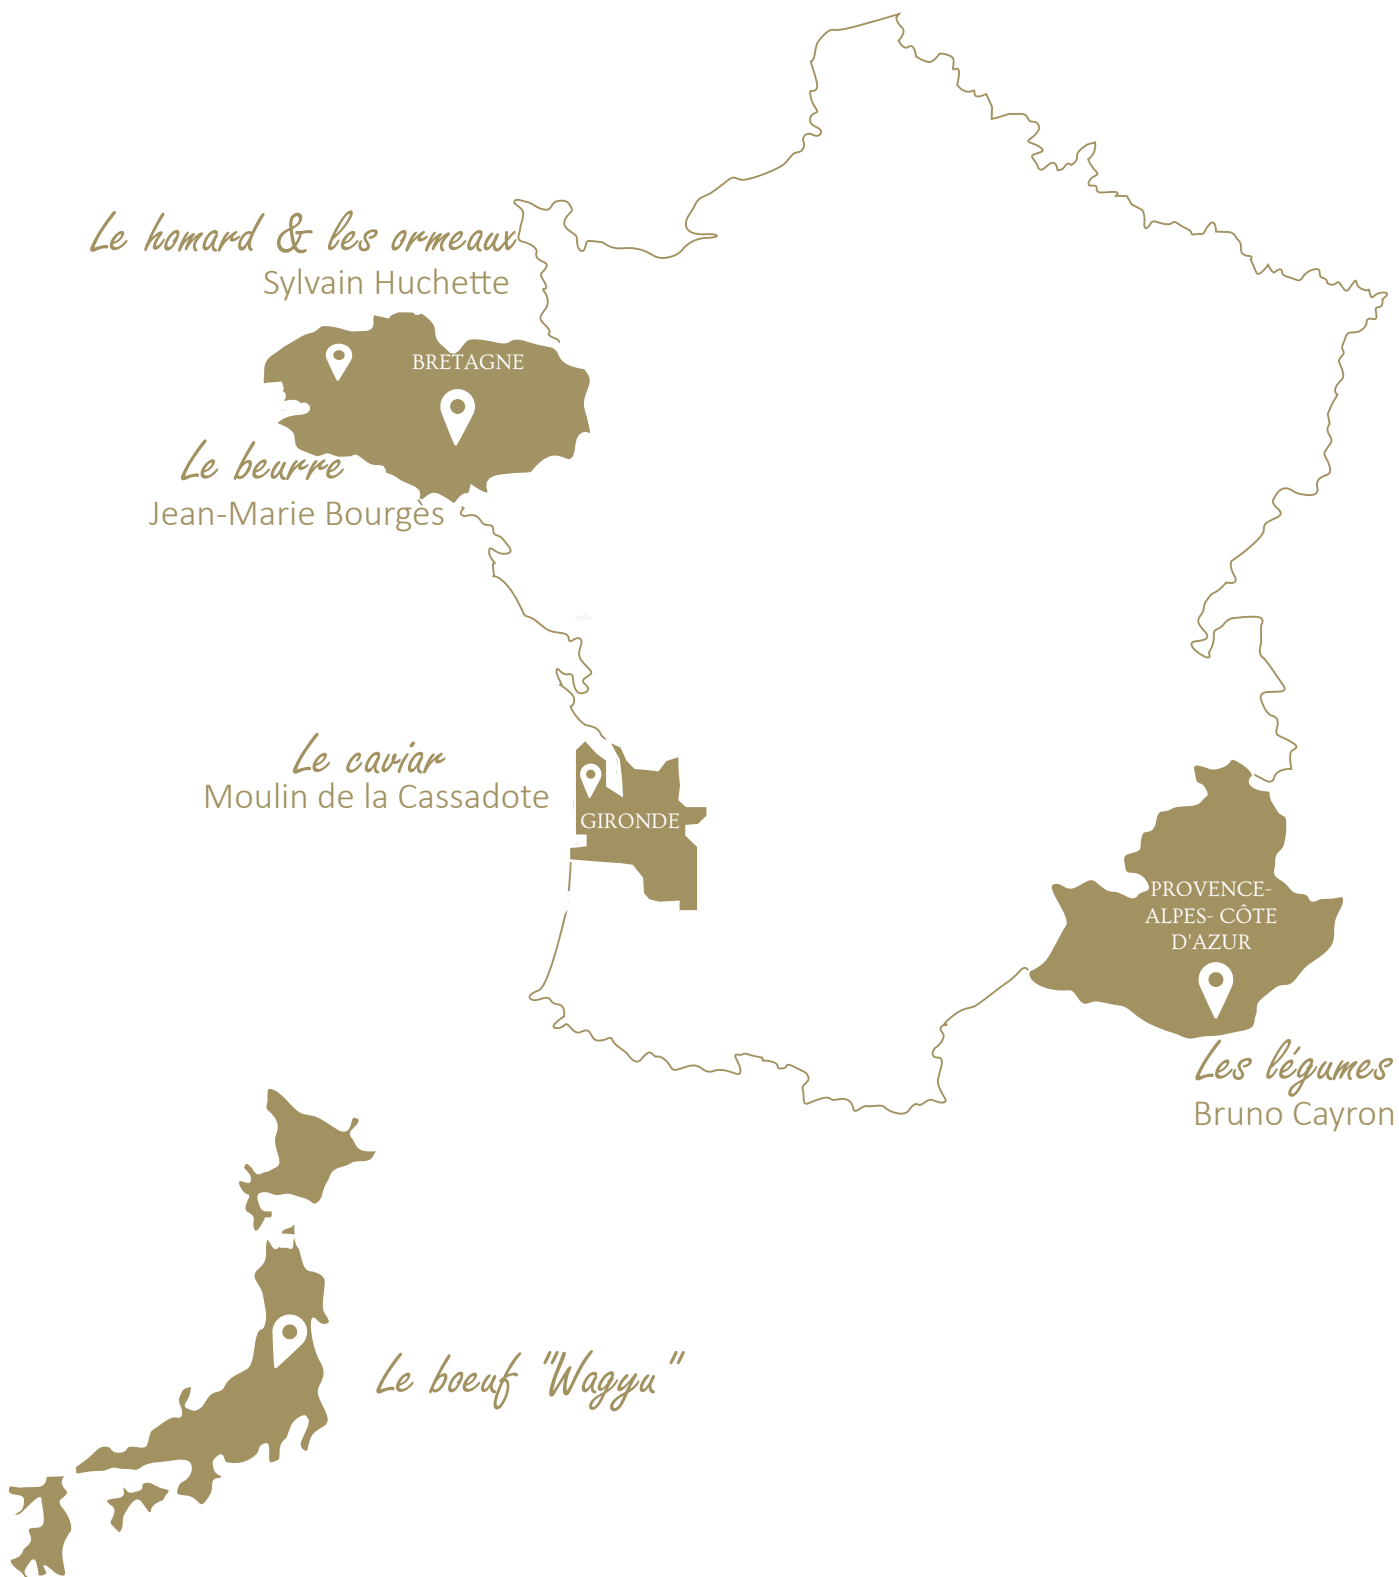 Le homard & les ormeaux
Sylvain Huchette
BRETAGNE
Le beurre
Jean-Marie Bourgès
Le caviar
Moulin de la Cassadote
GIRONDE
PROVENCE-
ALPES- CÔTE
D'AZUR
Les légumes
Bruno Cayron
Le boeuf "Wagyu"